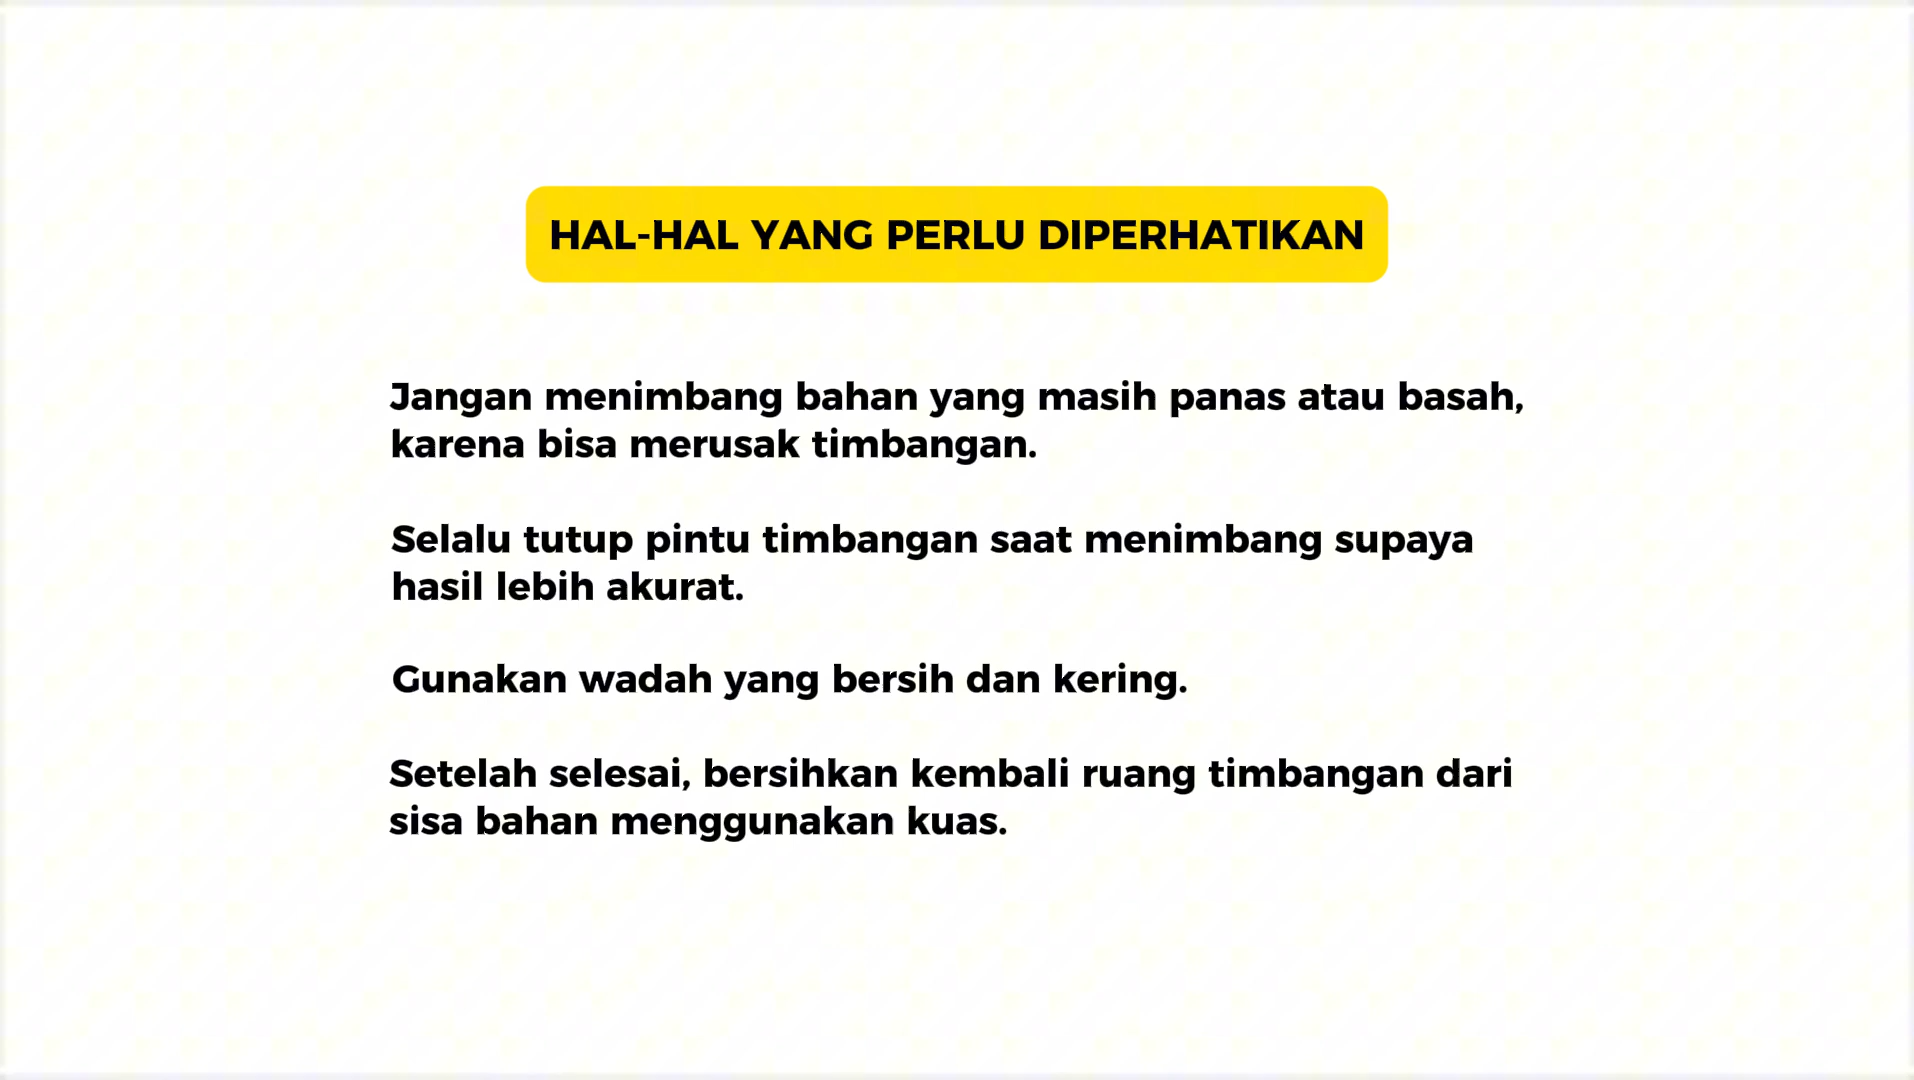 HAL-HAL YANG PERLU DIPERHATIKAN
Jangan menimbang bahan yang masih panas atau basah,
karena bisa merusak timbangan.
Selalu tutup pintu timbangan saat menimbang supaya
hasil lebih akurat.
Gunakan wadah yang bersih dan kering.
Setelah selesai, bersihkan kembali ruang timbangan dari
sisa bahan menggunakan kuas.